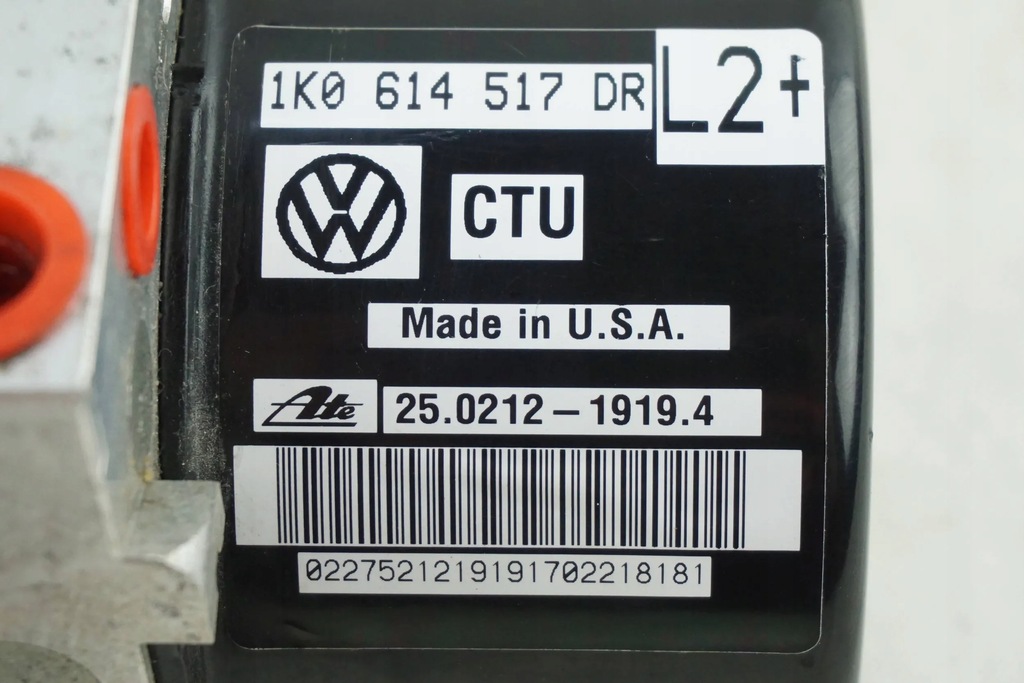 1K0 614 517 DR
L2+
CTU
Made in U.S.A.
Ate
25.0212-1919.4
0227521219191702218181